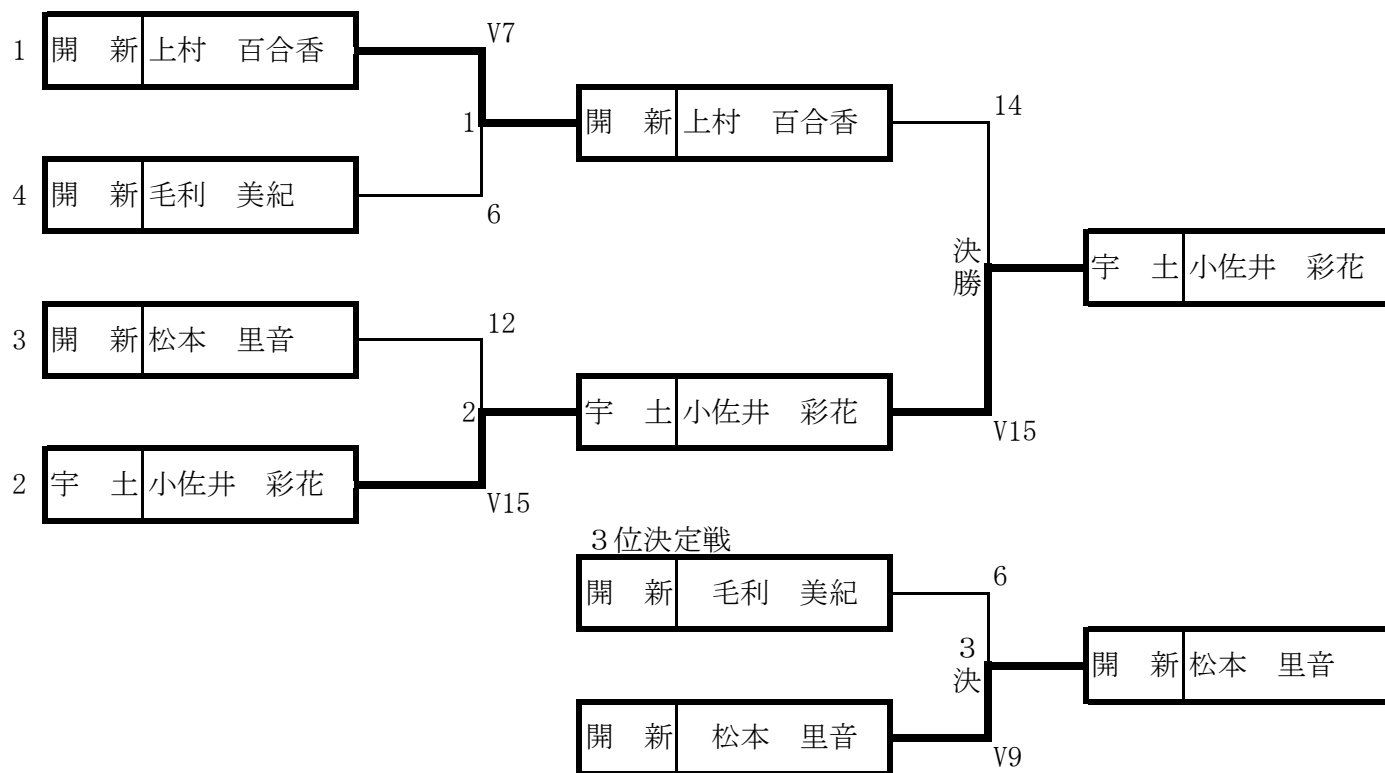 V7
1 開　新 上村　百合香
14
1 開　新 上村　百合香
4 開　新 毛利　美紀
6
決勝
宇　土 小佐井　彩花
3 開　新 松本　里音
12
2 宇　土 小佐井　彩花
V15
2 宇　土 小佐井　彩花
V15
３位決定戦
開　新 毛利　美紀
6
３決
開　新 松本　里音
開　新 松本　里音
V9